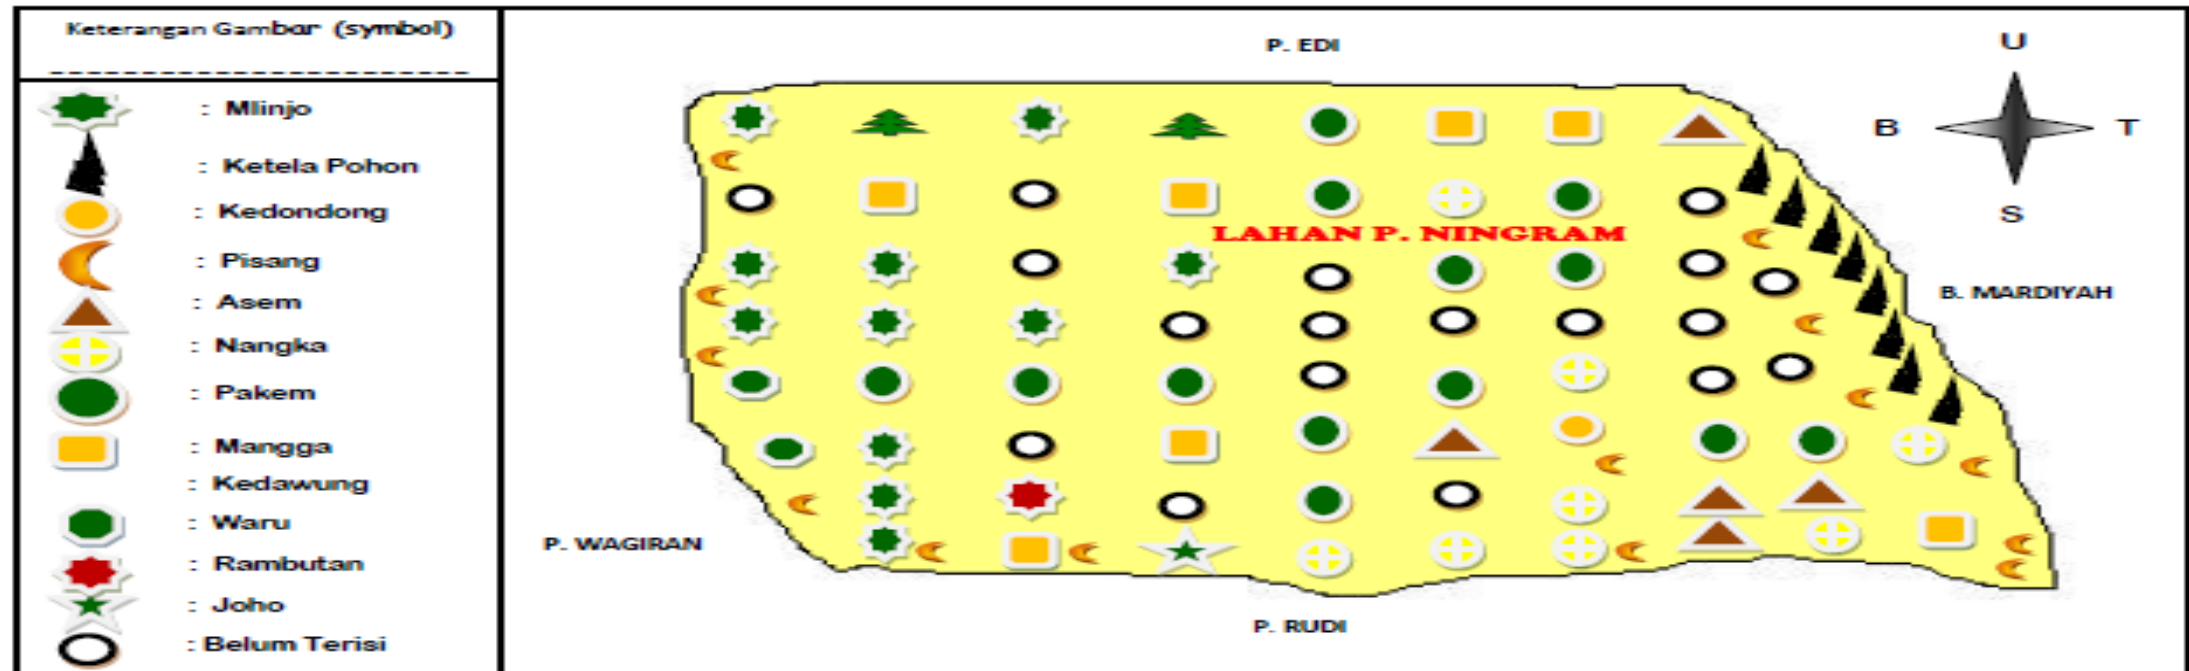 Keterangan Gambar (symbol)
------------------------
: Mlinjo
: Ketela Pohon
: Kedondong
: Pisang
: Asem
: Nangka
: Pakem
: Mangga
: Kedawung
: Waru
: Rambutan
: Joho
: Belum Terisi
P. EDI
U
B
T
S
LAHAN P. NINGRAM
B. MARDIYAH
P. WAGIRAN
P. RUDI